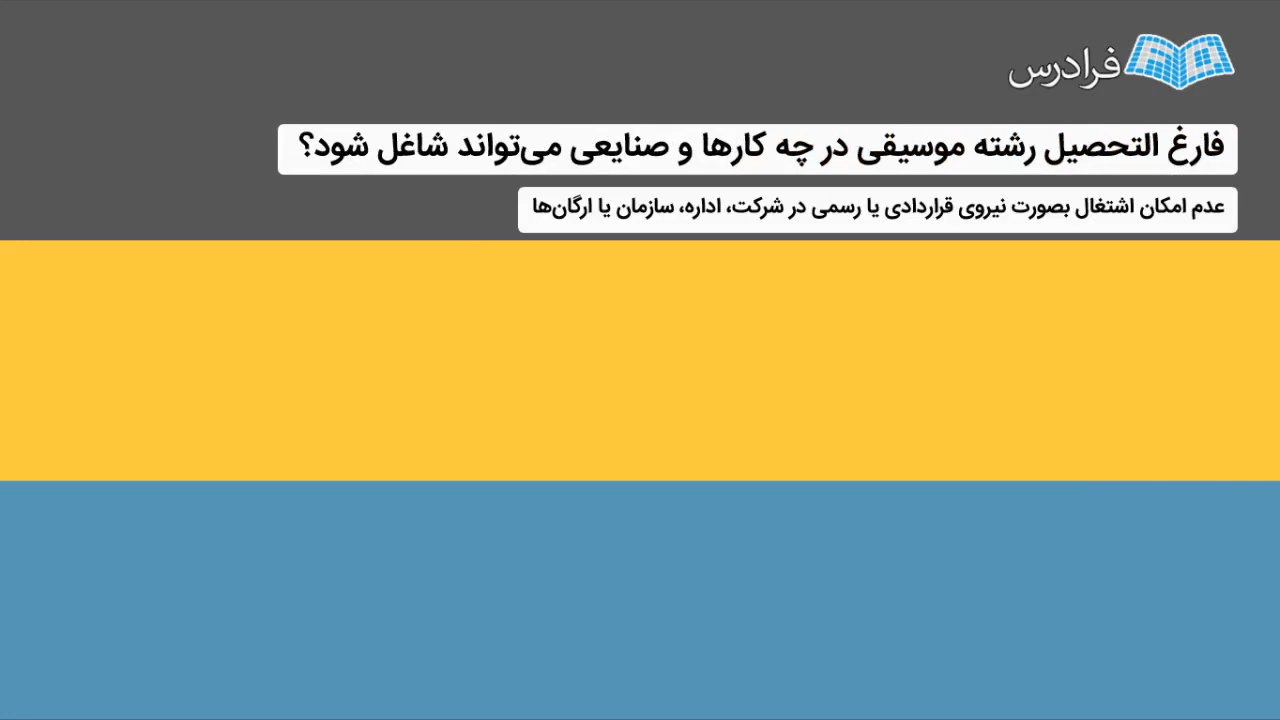 فرادرس
فارغ التحصیل رشته موسیقی در چه کارها و صنایعی می‌تواند شاغل شود؟
عدم امکان اشتغال بصورت نیروی قراردادی یا رسمی در شرکت، اداره، سازمان یا ارگان‌ها